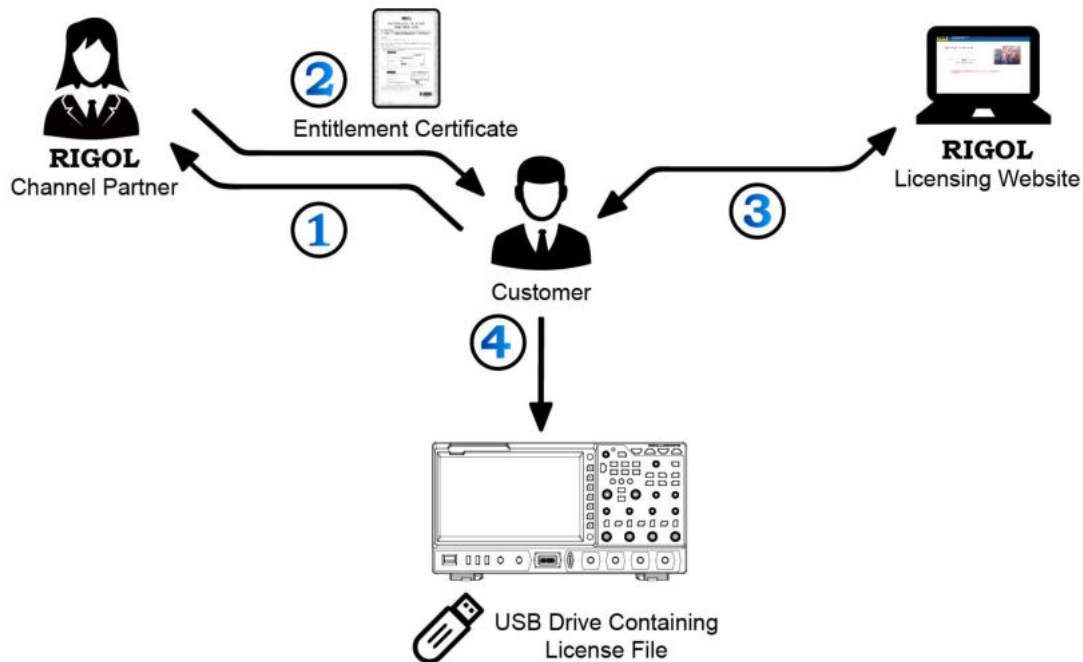 2
Entitlement Certificate
RIGOL
Channel Partner
1
RIGOL
Licensing Website
3
Customer
4
USB Drive Containing
License File